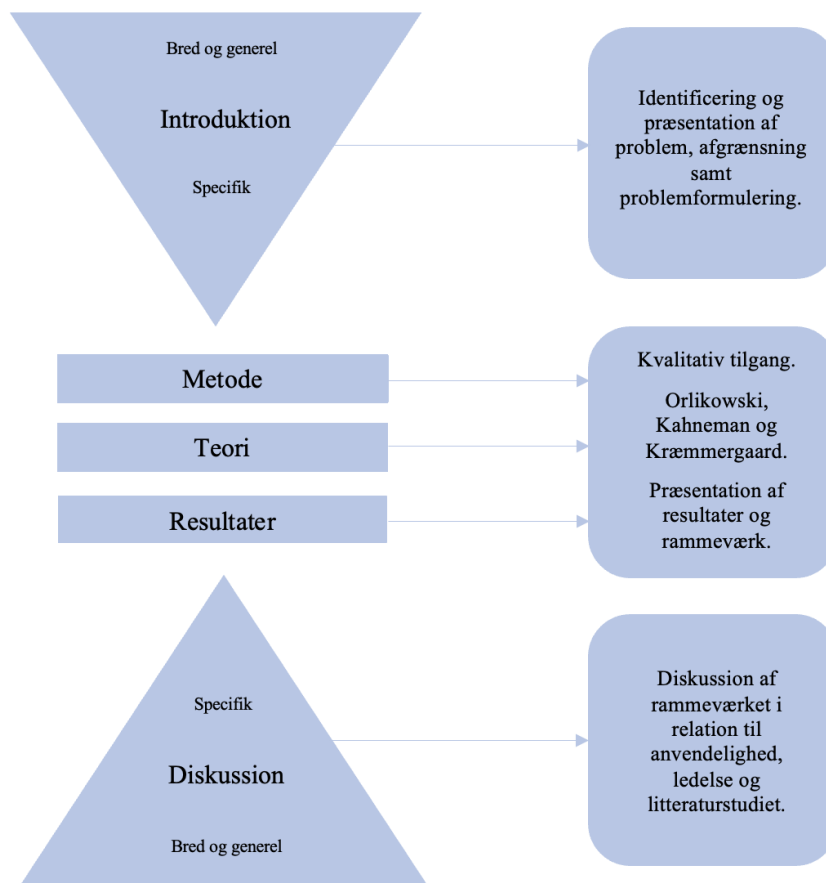 Bred og generel
Introduktion
Specifik
Identificering og
præsentation af
problem, afgrænsning
samt
problemformulering.
Metode
Teori
Resultater
Kvalitativ tilgang.
Orlikowski,
Kahneman og
Kræmmergaard.
Præsentation af
resultater og
rammeværk.
Specifik
Diskussion
Bred og generel
Diskussion af
rammeværket i
relation til
anvendelighed,
ledelse og
litteraturstudiet.